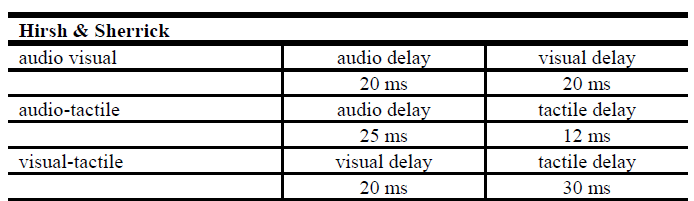 Hirsh & Sherrick
audio visual audio delay visual delay
20 ms 20 ms
audio-tactile audio delay tactile delay
25 ms 12 ms
visual-tactile visual delay tactile delay
20 ms 30 ms